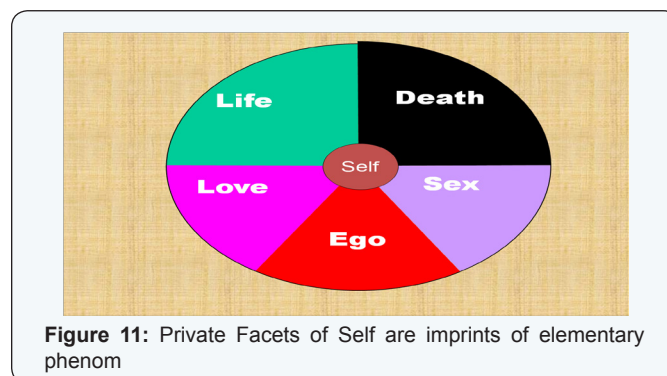 Life
Death
Self
Love
Sex
Ego
Figure 11: Private Facets of Self are imprints of elementary
phenom